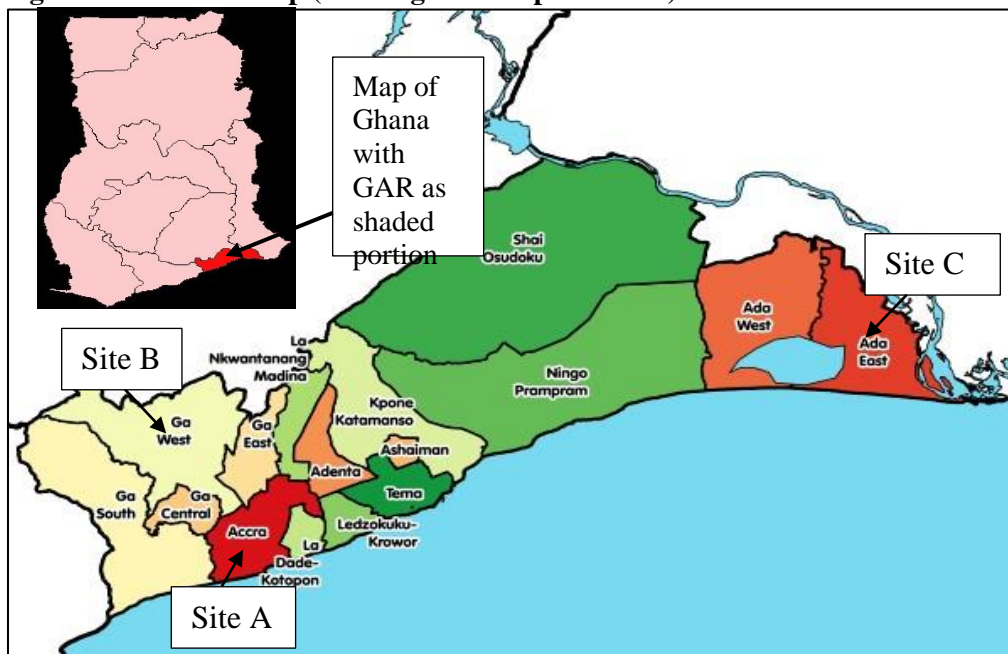 Map of
Ghana
with
GAR as
shaded
portion
Shai
Osudoku
Site C
Ada
West
Ada
East
La
Nkwantanang
Madina
Ningo
Prampram
Site B
Kpone
Katamanso
Ga
West
Ga
East
Ashaiman
Adenta
Tema
Ga
South
Ga
Central
Accra
Ledzokuku-
Krowor
La
Dade-
Kotopon
Site A